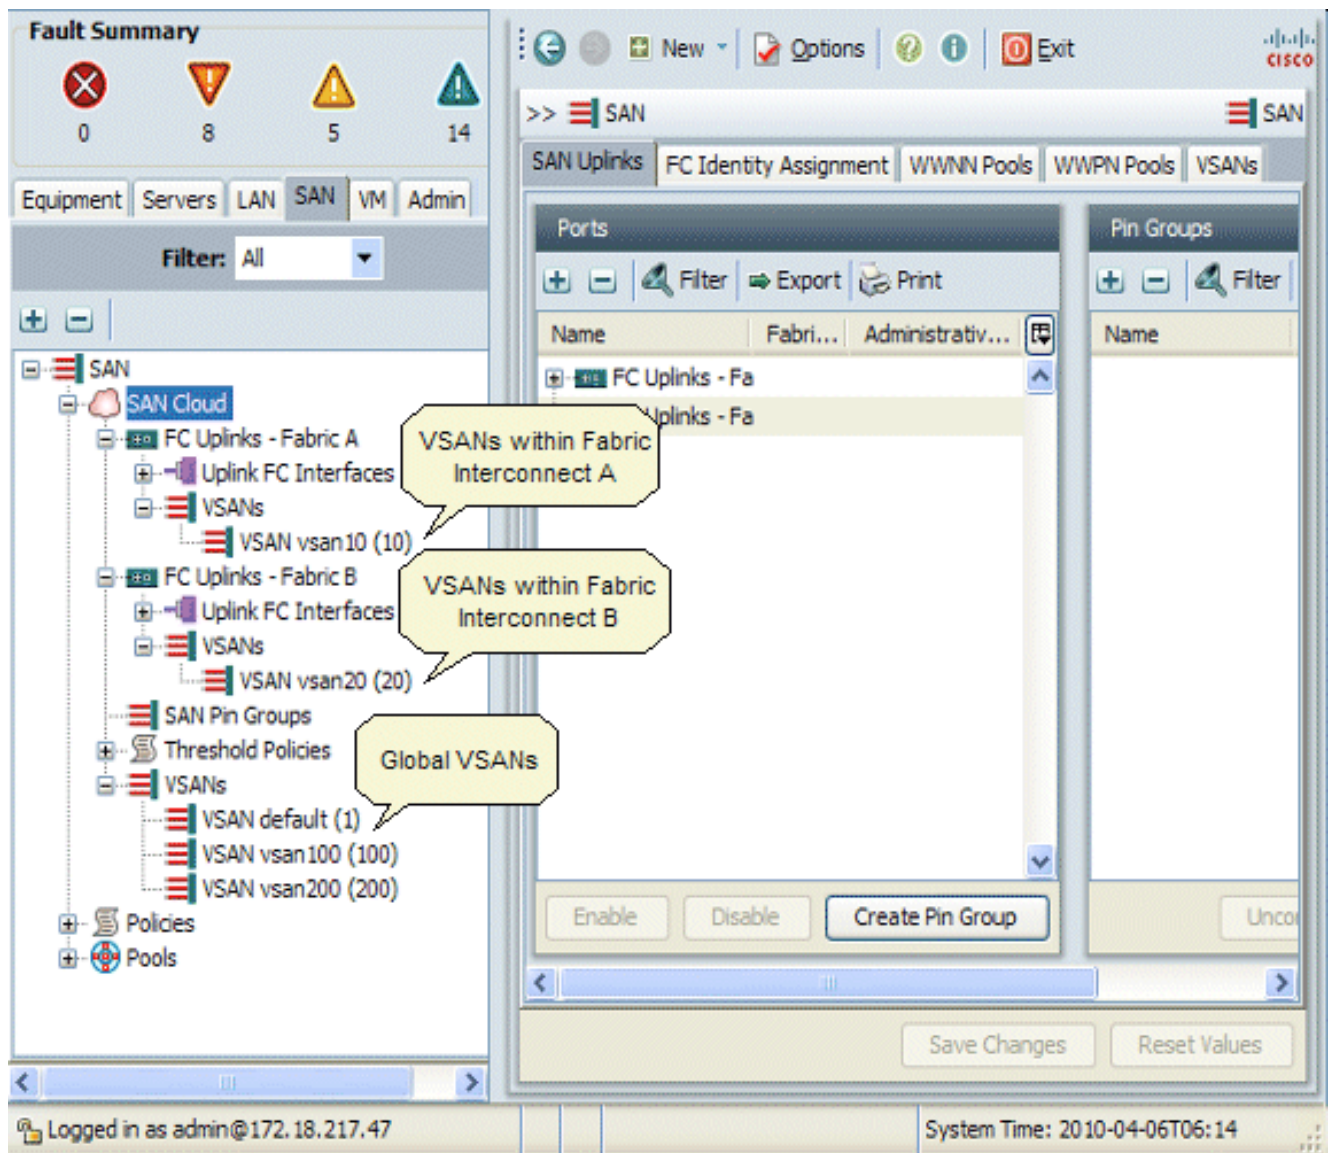 Fault Summary
0 8 5 14
Equipment Servers LAN SAN VM Admin
Filter: All
SAN
SAN Cloud
FC Uplinks - Fabric A
Uplink FC Interfaces
VSANs
VSAN vsan10 (10)
FC Uplinks - Fabric B
Uplink FC Interfaces
VSANs
VSAN vsan20 (20)
SAN Pin Groups
Threshold Policies
VSANs
VSAN default (1)
VSAN vsan100 (100)
VSAN vsan200 (200)
Policies
Pools
VSANs within Fabric
Interconnect A
VSANs within Fabric
Interconnect B
Global VSANs
New Options Exit
CISCO
>> SAN SAN
SAN Uplinks FC Identity Assignment WWNN Pools WWPN Pools VSANs
Ports
Filter Export Print
Name Fabri... Administrativ...
FC Uplinks - Fa
Uplinks - Fa
Enable Disable Create Pin Group
Pin Groups
Filter
Name
Save Changes Reset Values
Logged in as admin@172.18.217.47
System Time: 2010-04-06T06:14